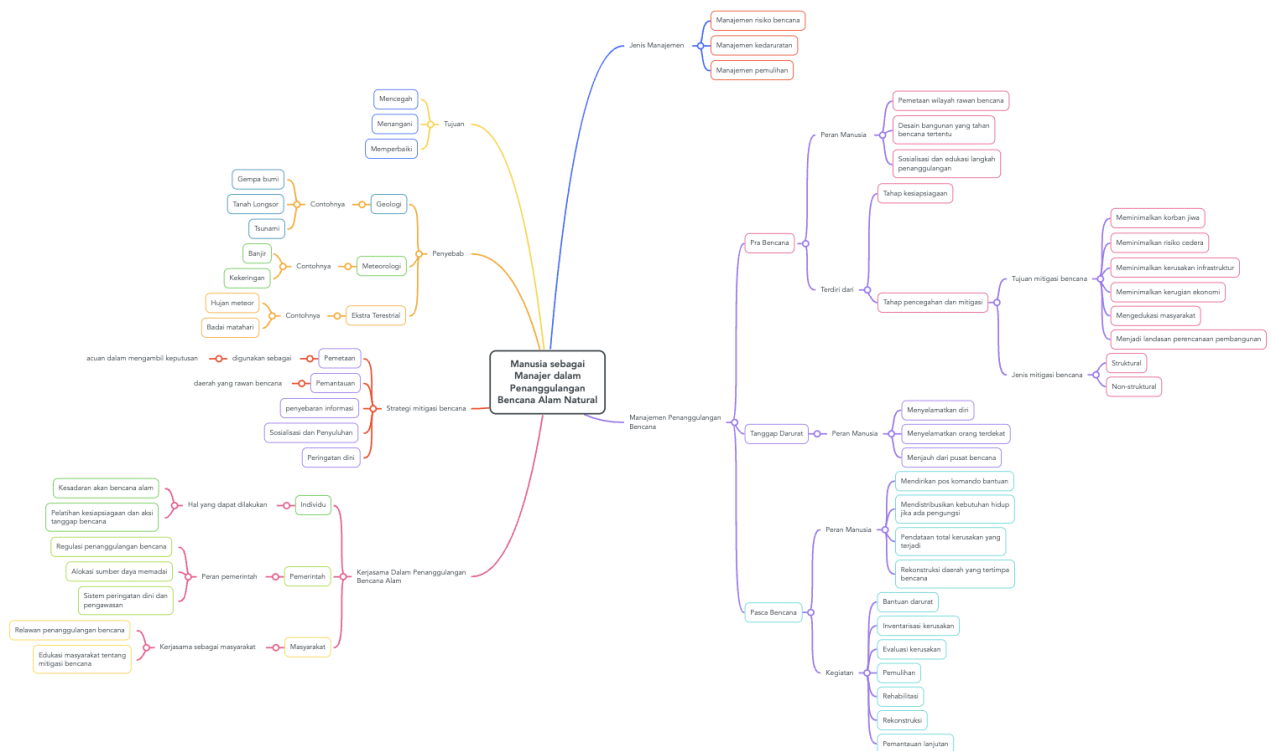 Manusia sebagai
Manajer dalam
Penanggulangan
Bencana Alam Natural
Jenis Manajemen
Manajemen risiko bencana
Manajemen kedaruratan
Manajemen pemulihan
Tujuan
Mencegah
Menangani
Memperbaiki
Penyebab
Geologi
Contohnya
Gempa bumi
Tanah Longsor
Tsunami
Meteorologi
Contohnya
Banjir
Kekeringan
Ekstra Terestrial
Contohnya
Hujan meteor
Badai matahari
Strategi mitigasi bencana
Pemetaan
digunakan sebagai
acuan dalam mengambil keputusan
Pemantauan
daerah yang rawan bencana
penyebaran informasi
Sosialisasi dan Penyuluhan
Peringatan dini
Kerjasama Dalam Penanggulangan
Bencana Alam
Individu
Hal yang dapat dilakukan
Kesadaran akan bencana alam
Pelatihan kesiapsiagaan dan aksi
tanggap bencana
Pemerintah
Peran pemerintah
Regulasi penanggulangan bencana
Alokasi sumber daya memadai
Sistem peringatan dini dan
pengawasan
Masyarakat
Kerjasama sebagai masyarakat
Relawan penanggulangan bencana
Edukasi masyarakat tentang
mitigasi bencana
Manajemen Penanggulangan
Bencana
Pra Bencana
Peran Manusia
Pemetaan wilayah rawan bencana
Desain bangunan yang tahan
bencana tertentu
Sosialisasi dan edukasi langkah
penanggulangan
Terdiri dari
Tahap kesiapsiagaan
Tahap pencegahan dan mitigasi
Tujuan mitigasi bencana
Meminimalkan korban jiwa
Meminimalkan risiko cedera
Meminimalkan kerusakan infrastruktur
Meminimalkan kerugian ekonomi
Mengedukasi masyarakat
Menjadi landasan perencanaan pembangunan
Jenis mitigasi bencana
Struktural
Non-struktural
Tanggap Darurat
Peran Manusia
Menyelamatkan diri
Menyelamatkan orang terdekat
Menjauh dari pusat bencana
Pasca Bencana
Peran Manusia
Mendirikan pos komando bantuan
Mendistribusikan kebutuhan hidup
jika ada pengungsi
Pendataan total kerusakan yang
terjadi
Rekonstruksi daerah yang tertimpa
bencana
Kegiatan
Bantuan darurat
Inventarisasi kerusakan
Evaluasi kerusakan
Pemulihan
Rehabilitasi
Rekonstruksi
Pemantauan lanjutan